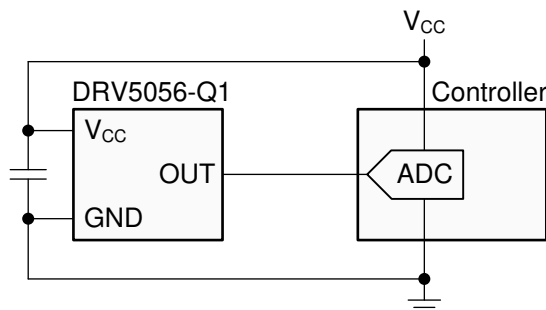 VCC
DRV5056-Q1
Controller
VCC
OUT
ADC
GND